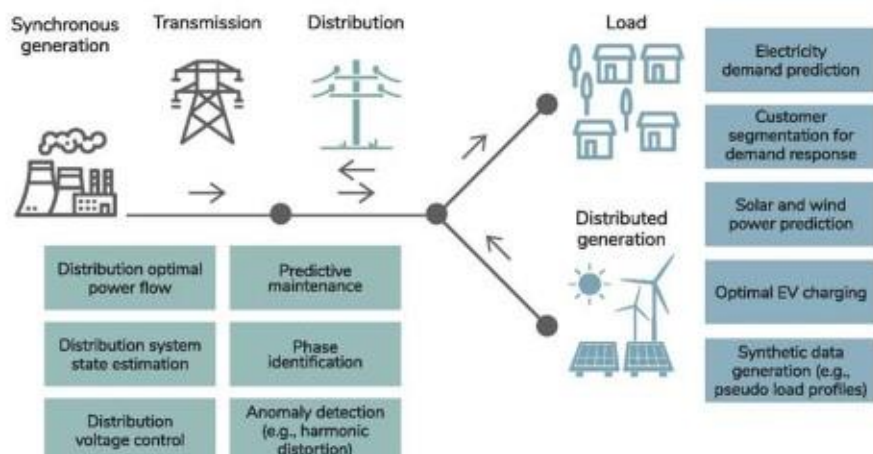 Synchronous
generation
Transmission
Distribution
Load
Distributed
generation
Distribution optimal
power flow
Predictive
maintenance
Distribution system
state estimation
Phase
identification
Distribution
voltage control
Anomaly detection
(e.g., harmonic
distortion)
Electricity
demand prediction
Customer
segmentation for
demand response
Solar and wind
power prediction
Optimal EV charging
Synthetic data
generation (e.g.,
pseudo load profiles)